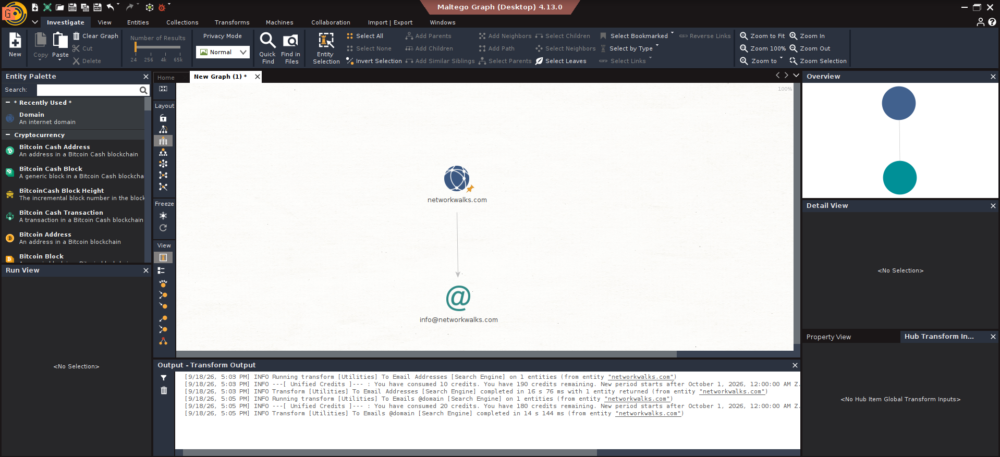 Maltego Graph (Desktop) 4.13.0
Investigate View Entities Collections Transforms Machines Collaboration Import | Export Windows
New
Copy
Paste
Clear Graph
Cut
Delete
Number of Results
24 256 4k 65k
Privacy Mode
Normal
Quick Find
Find in Files
Entity Selection
Select All
Select None
Invert Selection
Add Parents
Add Children
Add Similar Siblings
Add Neighbors
Add Path
Select Parents
Select Children
Select Neighbors
Select Leaves
Select Bookmarked
Select by Type
Select Links
Reverse Links
Zoom to Fit
Zoom 100%
Zoom to
Zoom In
Zoom Out
Zoom Selection
Entity Palette
Search:
* Recently Used *
Domain
An internet domain
Cryptocurrency
Bitcoin Cash Address
An address in a Bitcoin Cash blockchain
Bitcoin Cash Block
A generic block in a Bitcoin Cash blockcha
BitcoinCash Block Height
The incremental block number in the block
Bitcoin Cash Transaction
A transaction in a Bitcoin Cash blockchain
Bitcoin Address
An address in a Bitcoin blockchain
Bitcoin Block
Run View
<No Selection>
Home
New Graph (1) *
Layout
Freeze
View
100%
networkwalks.com
@
info@networkwalks.com
Output - Transform Output
[9/18/26, 5:03 PM] INFO Running transform [Utilities] To Email Addresses [Search Engine] on 1 entities (from entity "networkwalks.com")
[9/18/26, 5:03 PM] INFO ---[ Unified Credits ]--- : You have consumed 10 credits. You have 190 credits remaining. New period starts after October 1, 2026, 12:00:00 AM Z.
[9/18/26, 5:03 PM] INFO Transform [Utilities] To Email Addresses [Search Engine] completed in 16 s 76 ms with 1 entity returned (from entity "networkwalks.com")
[9/18/26, 5:05 PM] INFO Running transform [Utilities] To Emails @domain [Search Engine] on 1 entities (from entity "networkwalks.com")
[9/18/26, 5:05 PM] INFO ---[ Unified Credits ]--- : You have consumed 20 credits. You have 180 credits remaining. New period starts after October 1, 2026, 12:00:00 AM Z.
[9/18/26, 5:05 PM] INFO Transform [Utilities] To Emails @domain [Search Engine] completed in 14 s 144 ms (from entity "networkwalks.com")
Overview
Detail View
<No Selection>
Property View
Hub Transform In...
<No Hub Item Global Transform Inputs>